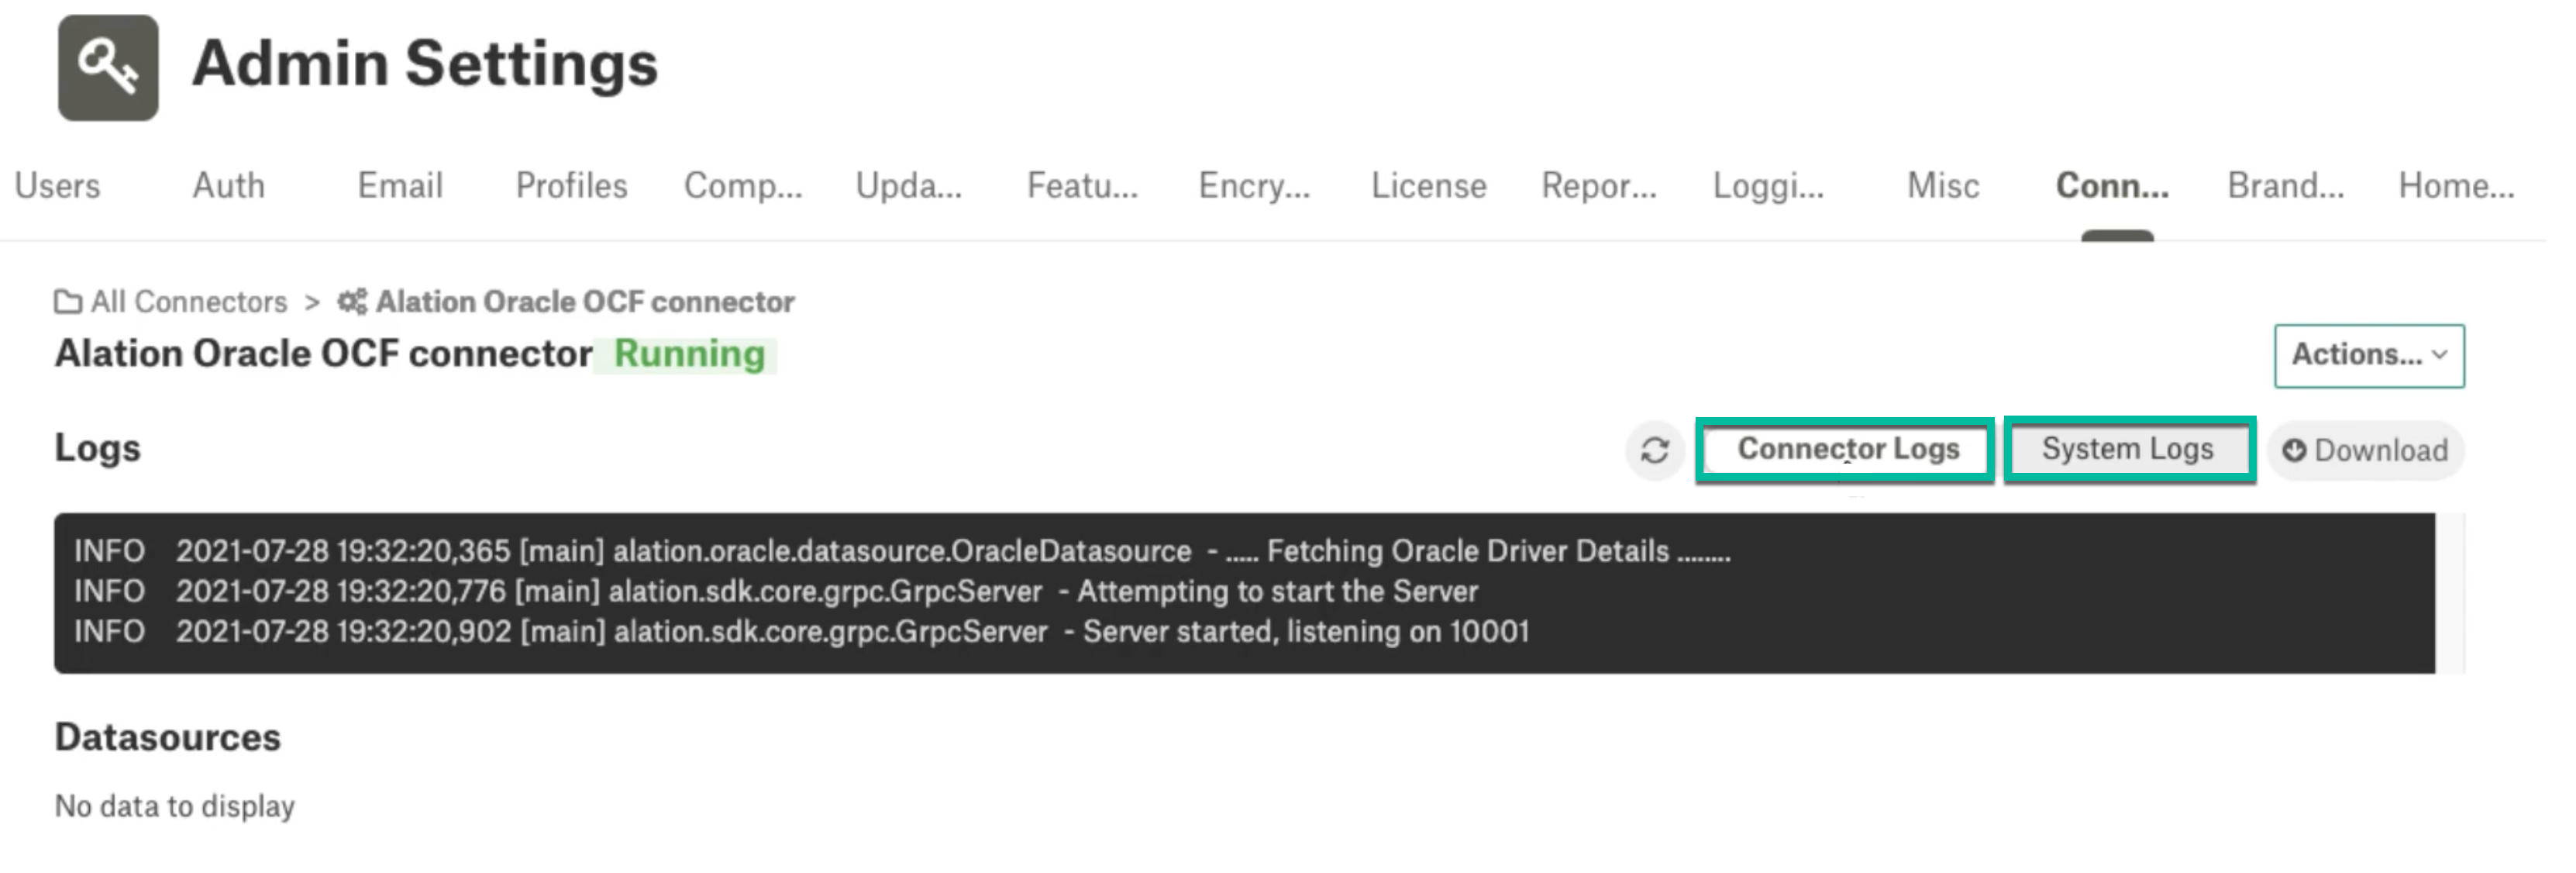 Admin Settings
Users Auth Email Profiles Comp... Upda... Featu... Encry... License Repor... Loggi... Misc Conn... Brand... Home...
All Connectors > Alation Oracle OCF connector
Alation Oracle OCF connector Running
Actions...
Logs
Connector Logs System Logs Download
INFO 2021-07-28 19:32:20,365 [main] alation.oracle.datasource.OracleDatasource - ..... Fetching Oracle Driver Details ........
INFO 2021-07-28 19:32:20,776 [main] alation.sdk.core.grpc.GrpcServer - Attempting to start the Server
INFO 2021-07-28 19:32:20,902 [main] alation.sdk.core.grpc.GrpcServer - Server started, listening on 10001
Datasources
No data to display